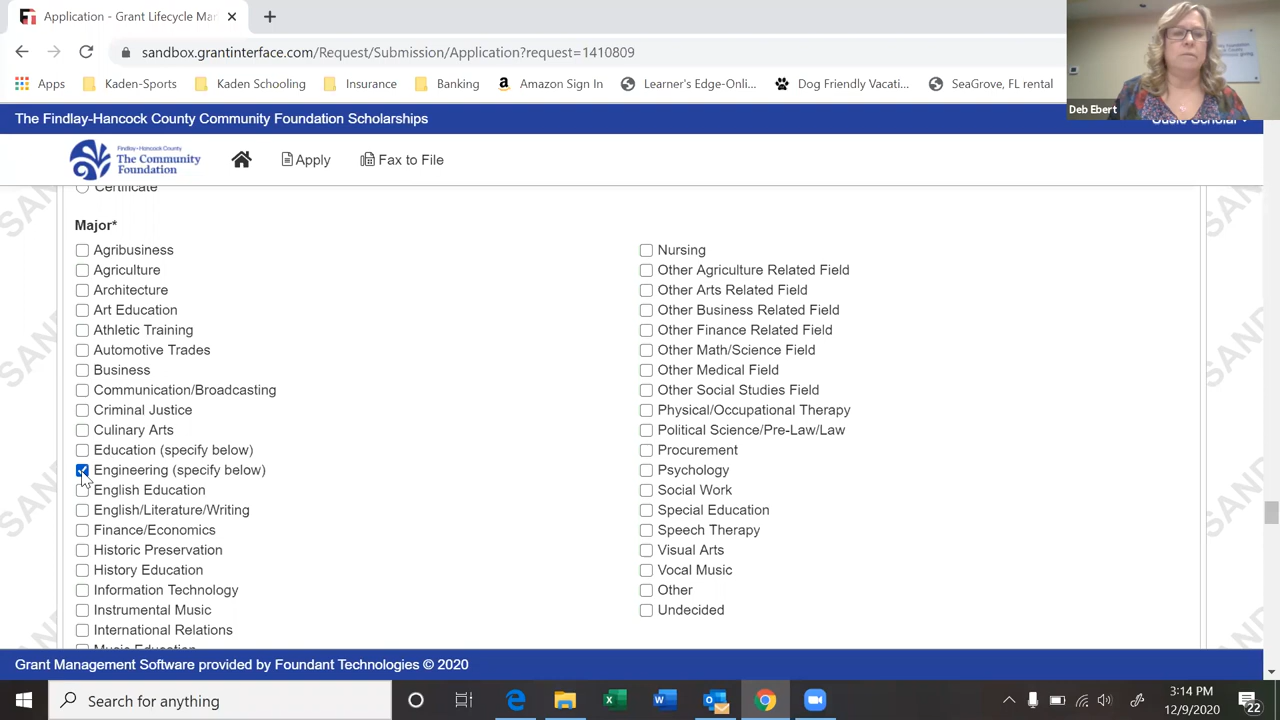 Application - Grant Lifecycle Mar
sandbox.grantinterface.com/Request/Submission/Application?request=1410809
Apps Kaden-Sports Kaden Schooling Insurance Banking Amazon Sign In Learner's Edge-Onli... Dog Friendly Vacati... SeaGrove, FL rental
Deb Ebert
The Findlay-Hancock County Community Foundation Scholarships
Findlay-Hancock County
The Community
Foundation
Apply Fax to File
Certificate
Major*
Agribusiness
Agriculture
Architecture
Art Education
Athletic Training
Automotive Trades
Business
Communication/Broadcasting
Criminal Justice
Culinary Arts
Education (specify below)
Engineering (specify below)
English Education
English/Literature/Writing
Finance/Economics
Historic Preservation
History Education
Information Technology
Instrumental Music
International Relations
Music Education
Nursing
Other Agriculture Related Field
Other Arts Related Field
Other Business Related Field
Other Finance Related Field
Other Math/Science Field
Other Medical Field
Other Social Studies Field
Physical/Occupational Therapy
Political Science/Pre-Law/Law
Procurement
Psychology
Social Work
Special Education
Speech Therapy
Visual Arts
Vocal Music
Other
Undecided
Grant Management Software provided by Foundant Technologies © 2020
Search for anything
3:14 PM
12/9/2020
22